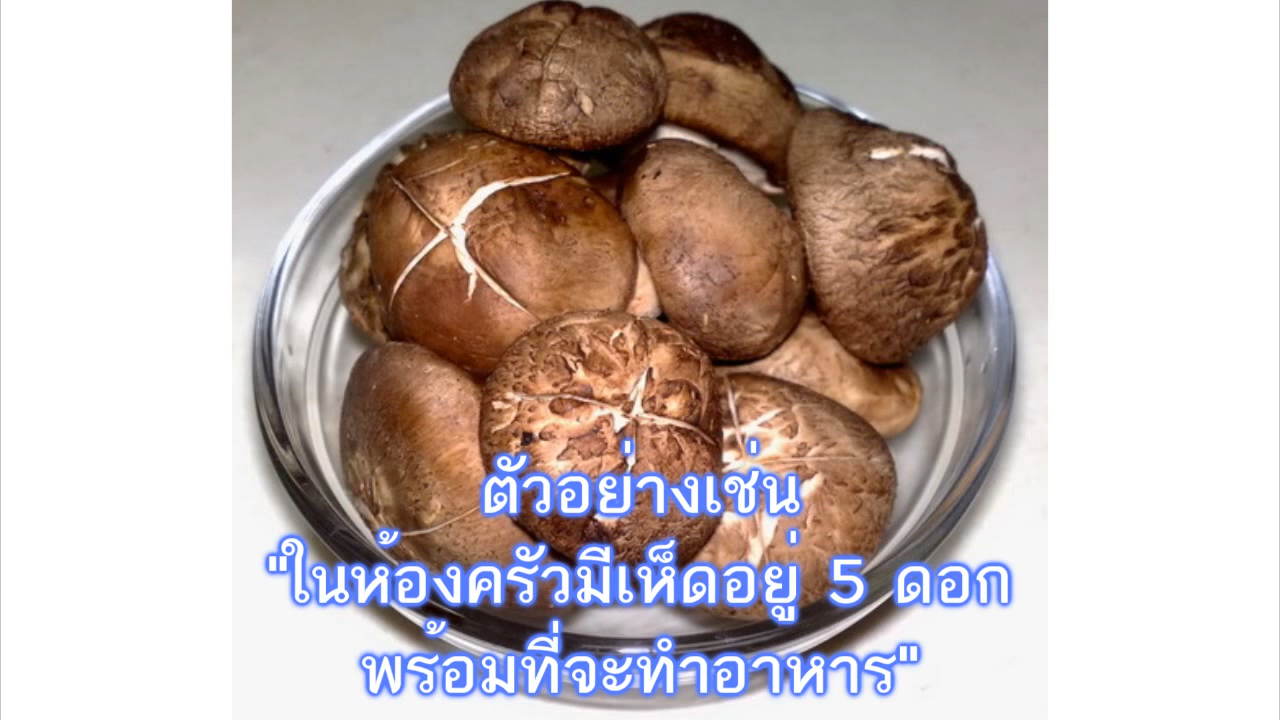 ตัวอย่างเช่น
"ในห้องครัวมีเห็ดอยู่ 5 ดอก
พร้อมที่จะทำอาหาร"